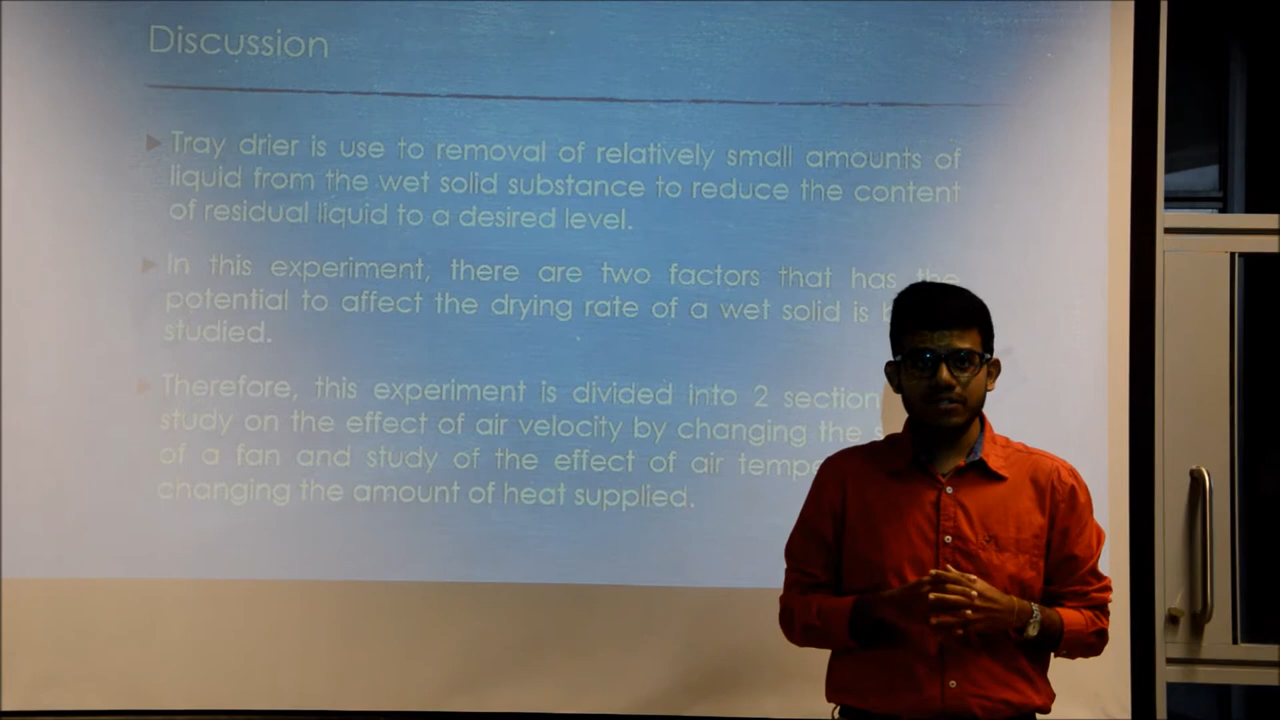 Discussion
Tray drier is use to removal of relatively small amounts of
liquid from the wet solid substance to reduce the content
of residual liquid to a desired level.
In this experiment, there are two factors that has the
potential to affect the drying rate of a wet solid is
studied.
Therefore, this experiment is divided into 2 section
study on the effect of air velocity by changing the
of a fan and study of the effect of air
changing the amount of heat supplied.